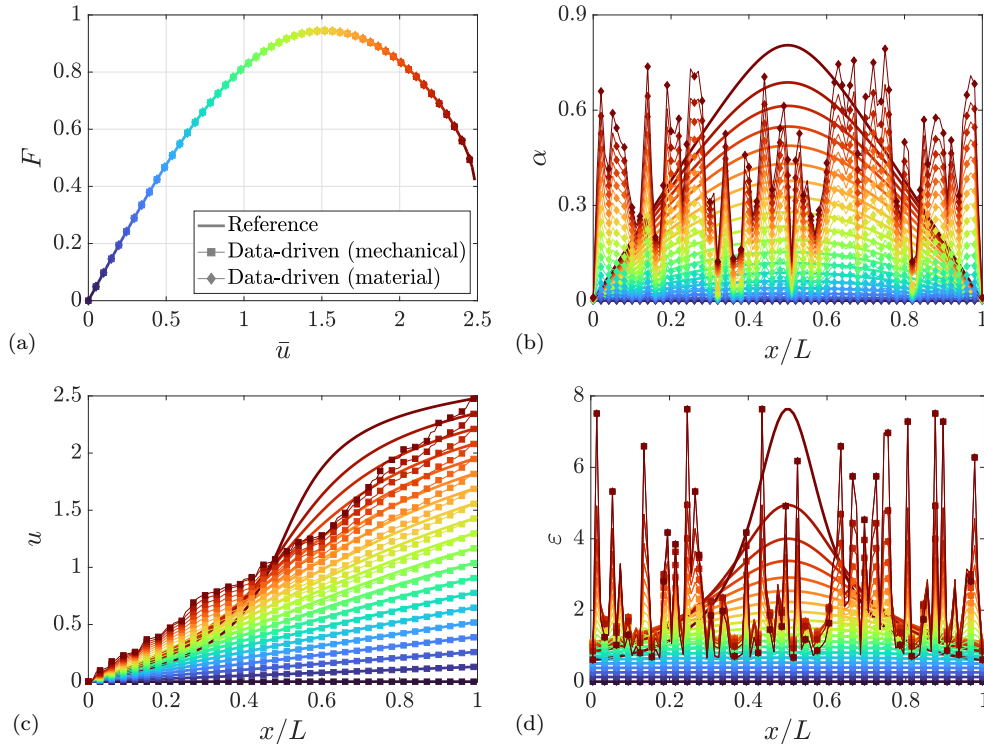 1
0.8
0.6
0.4
0.2
0
F
0 0.5 1 1.5 2 2.5
ū
Reference
Data-driven (mechanical)
Data-driven (material)
(a)
0.9
0.6
0.3
0
α
0 0.2 0.4 0.6 0.8 1
x/L
(b)
2.5
2
1.5
1
0.5
0
u
0 0.2 0.4 0.6 0.8 1
x/L
(c)
8
6
4
2
0
ε
0 0.2 0.4 0.6 0.8 1
x/L
(d)